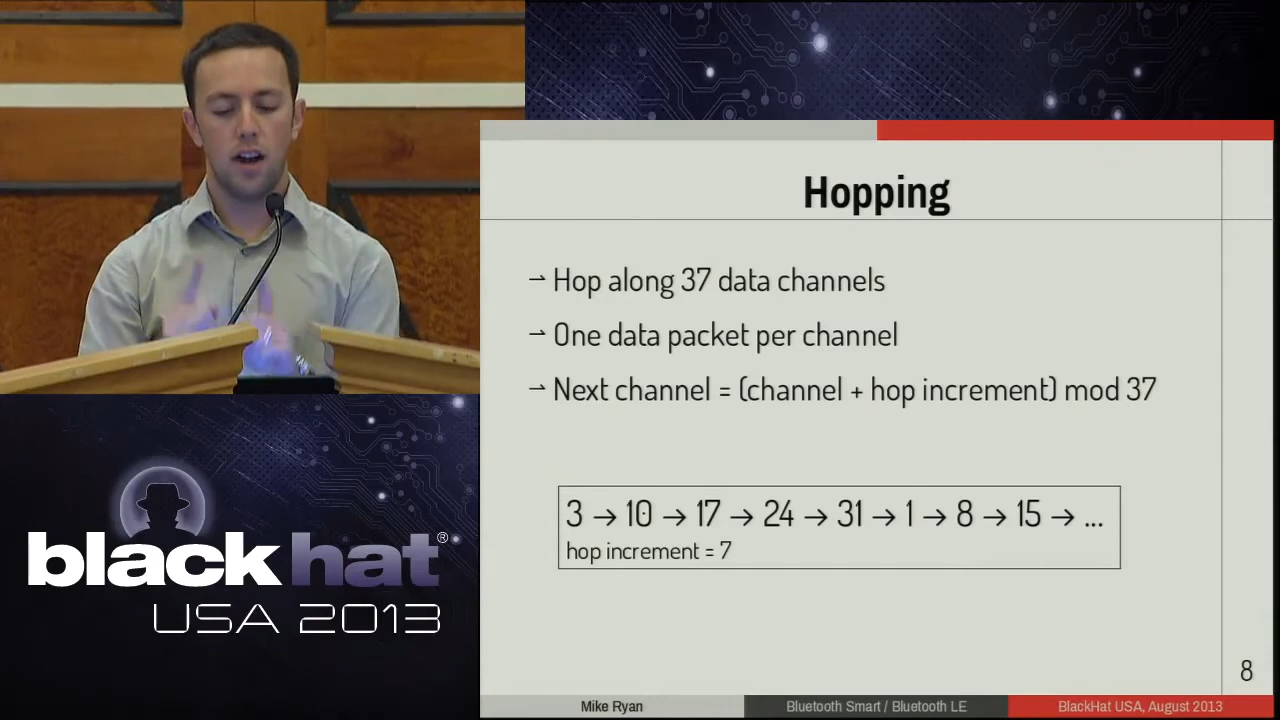 Hopping
→ Hop along 37 data channels
→ One data packet per channel
→ Next channel = (channel + hop increment) mod 37
3 → 10 → 17 → 24 → 31 → 1 → 8 → 15 → ...
hop increment = 7
8
Mike Ryan
Bluetooth Smart / Bluetooth LE
BlackHat USA, August 2013
black hat®
USA 2013